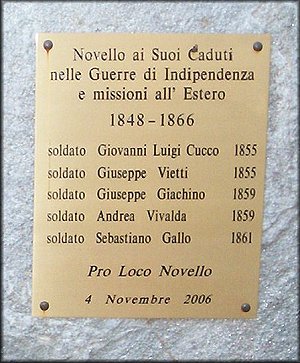 Novello ai Suoi Caduti
nelle Guerre di Indipendenza
e missioni all' Estero
1848-1866
soldato Giovanni Luigi Cucco 1855
soldato Giuseppe Vietti 1855
soldato Giuseppe Giachino 1859
soldato Andrea Vivalda 1859
soldato Sebastiano Gallo 1861
Pro Loco Novello
4 Novembre 2006